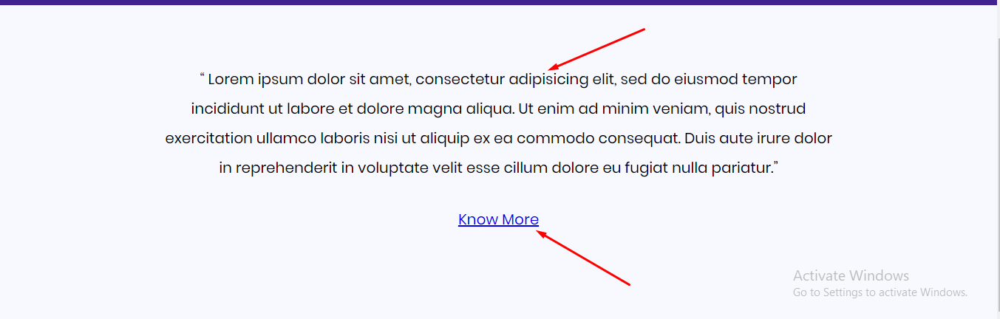 “ Lorem ipsum dolor sit amet, consectetur adipisicing elit, sed do eiusmod tempor
incididunt ut labore et dolore magna aliqua. Ut enim ad minim veniam, quis nostrud
exercitation ullamco laboris nisi ut aliquip ex ea commodo consequat. Duis aute irure dolor
in reprehenderit in voluptate velit esse cillum dolore eu fugiat nulla pariatur.”
Know More
Activate Windows
Go to Settings to activate Windows.